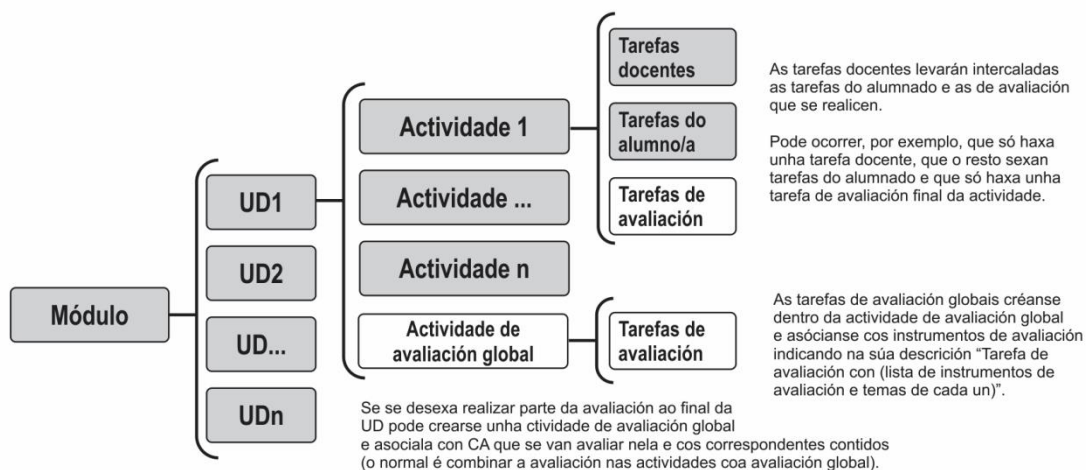 Módulo
UD1
UD2
UD...
UDn
Actividade 1
Actividade ...
Actividade n
Actividade de
avaliación global
Tarefas
docentes
Tarefas do
alumno/a
Tarefas de
avaliación
Tarefas de
avaliación
As tarefas docentes levarán intercaladas
as tarefas do alumnado e as de avaliación
que se realicen.
Pode ocorrer, por exemplo, que só haxa
unha tarefa docente, que o resto sexan
tarefas do alumnado e que só haxa unha
tarefa de avaliación final da actividade.
As tarefas de avaliación globais créanse
dentro da actividade de avaliación global
e asócianse cos instrumentos de avaliación
indicando na súa descrición “Tarefa de
avaliación con (lista de instrumentos de
avaliación e temas de cada un)”.
Se se desexa realizar parte da avaliación ao final da
UD pode crearse unha ctividade de avaliación global
e asociala con CA que se van avaliar nela e cos correspondentes contidos
(o normal é combinar a avaliación nas actividades coa avaliación global).